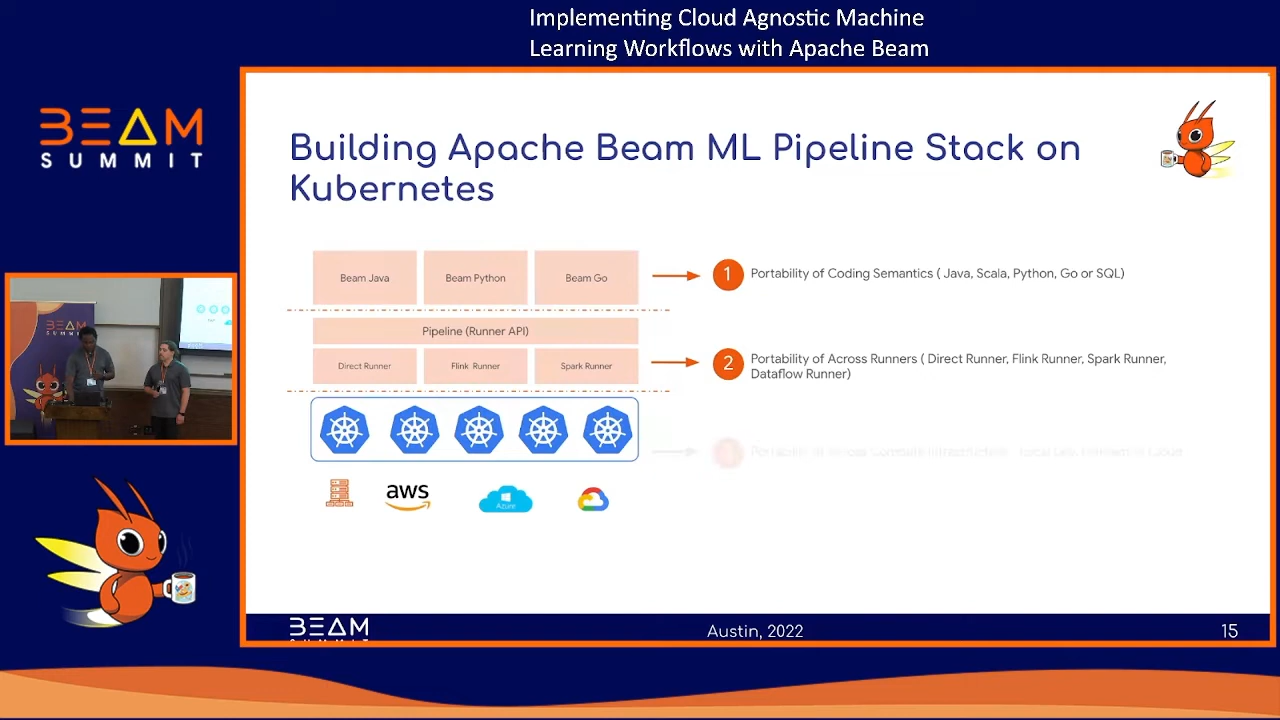 Implementing Cloud Agnostic Machine
Learning Workflows with Apache Beam
BEAM
SUMMIT
Building Apache Beam ML Pipeline Stack on
Kubernetes
Beam Java
Beam Python
Beam Go
1
Portability of Coding Semantics ( Java, Scala, Python, Go or SQL)
Pipeline (Runner API)
Direct Runner
Flink Runner
Spark Runner
2
Portability of Across Runners ( Direct Runner, Flink Runner, Spark Runner,
Dataflow Runner)
aws
Azure
BEAM
SUMMIT
BEAM
Austin, 2022
15